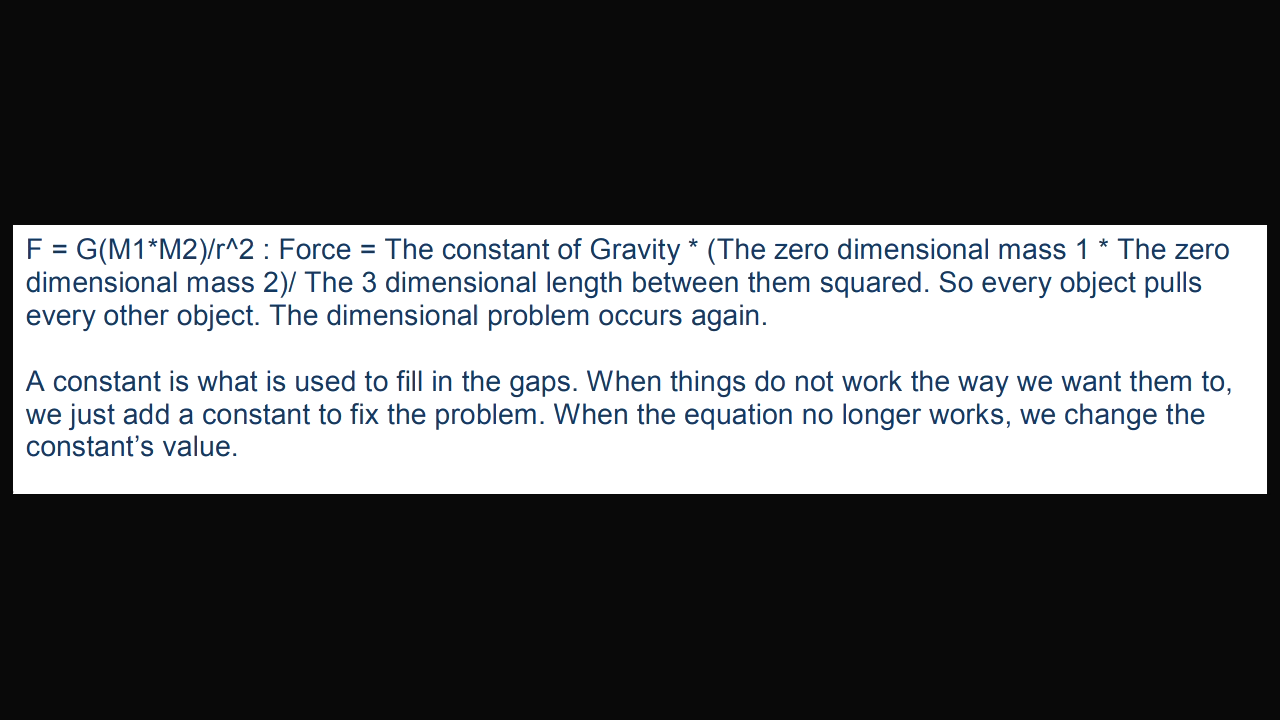 F = G(M1*M2)/r^2 : Force = The constant of Gravity * (The zero dimensional mass 1 * The zero
dimensional mass 2)/ The 3 dimensional length between them squared. So every object pulls
every other object. The dimensional problem occurs again.
A constant is what is used to fill in the gaps. When things do not work the way we want them to,
we just add a constant to fix the problem. When the equation no longer works, we change the
constant’s value.